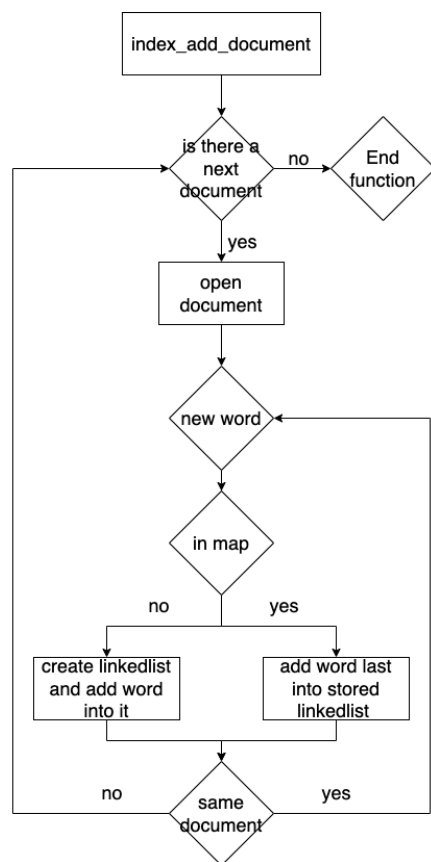 index_add_document
is there a
next
document
no
End
function
yes
open
document
new word
in map
no
yes
create linkedlist
and add word
into it
add word last
into stored
linkedlist
no
yes
same
document